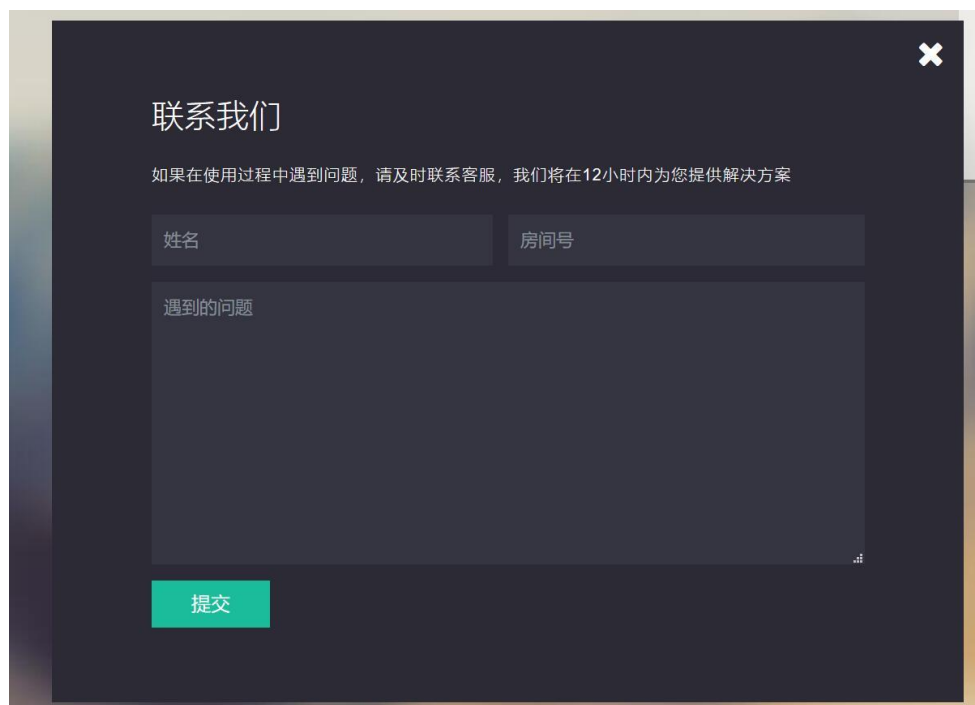 联系我们
如果在使用过程中遇到问题，请及时联系客服，我们将在12小时内为您提供解决方案
姓名
房间号
遇到的问题
提交